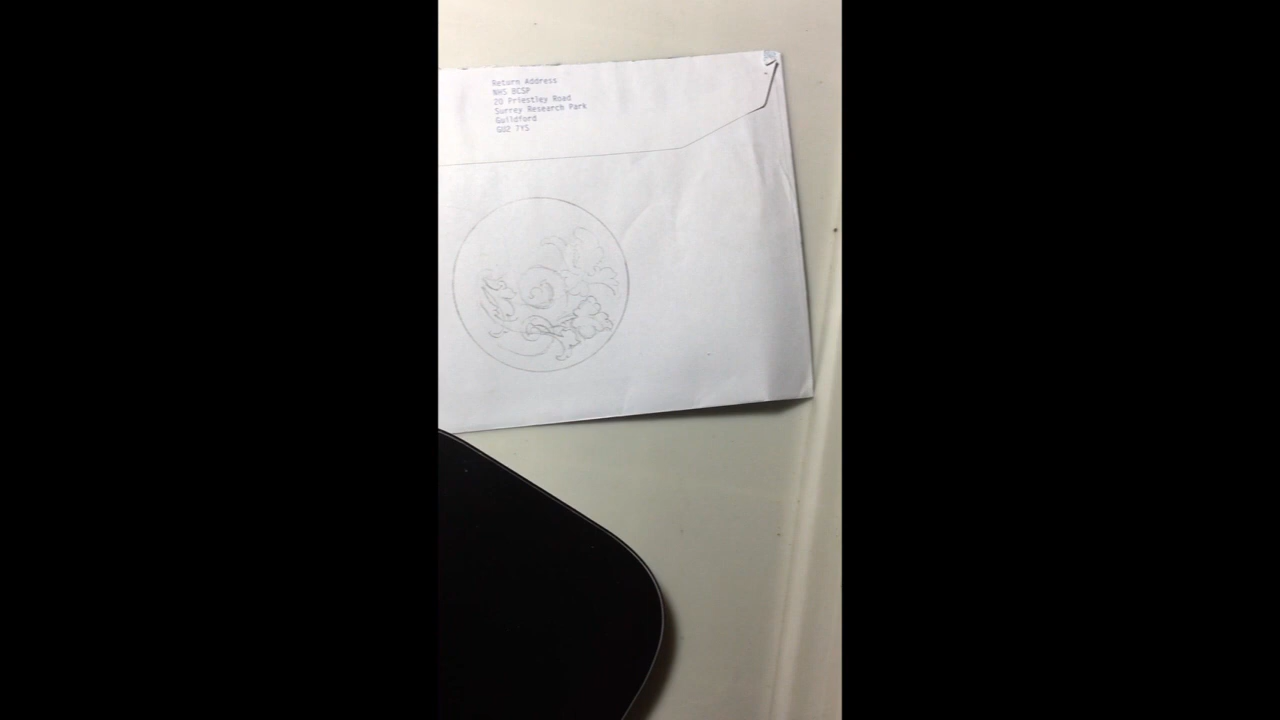 Return Address
NHS BCSP
20 Priestley Road
Surrey Research Park
Guildford
GU2 7YS